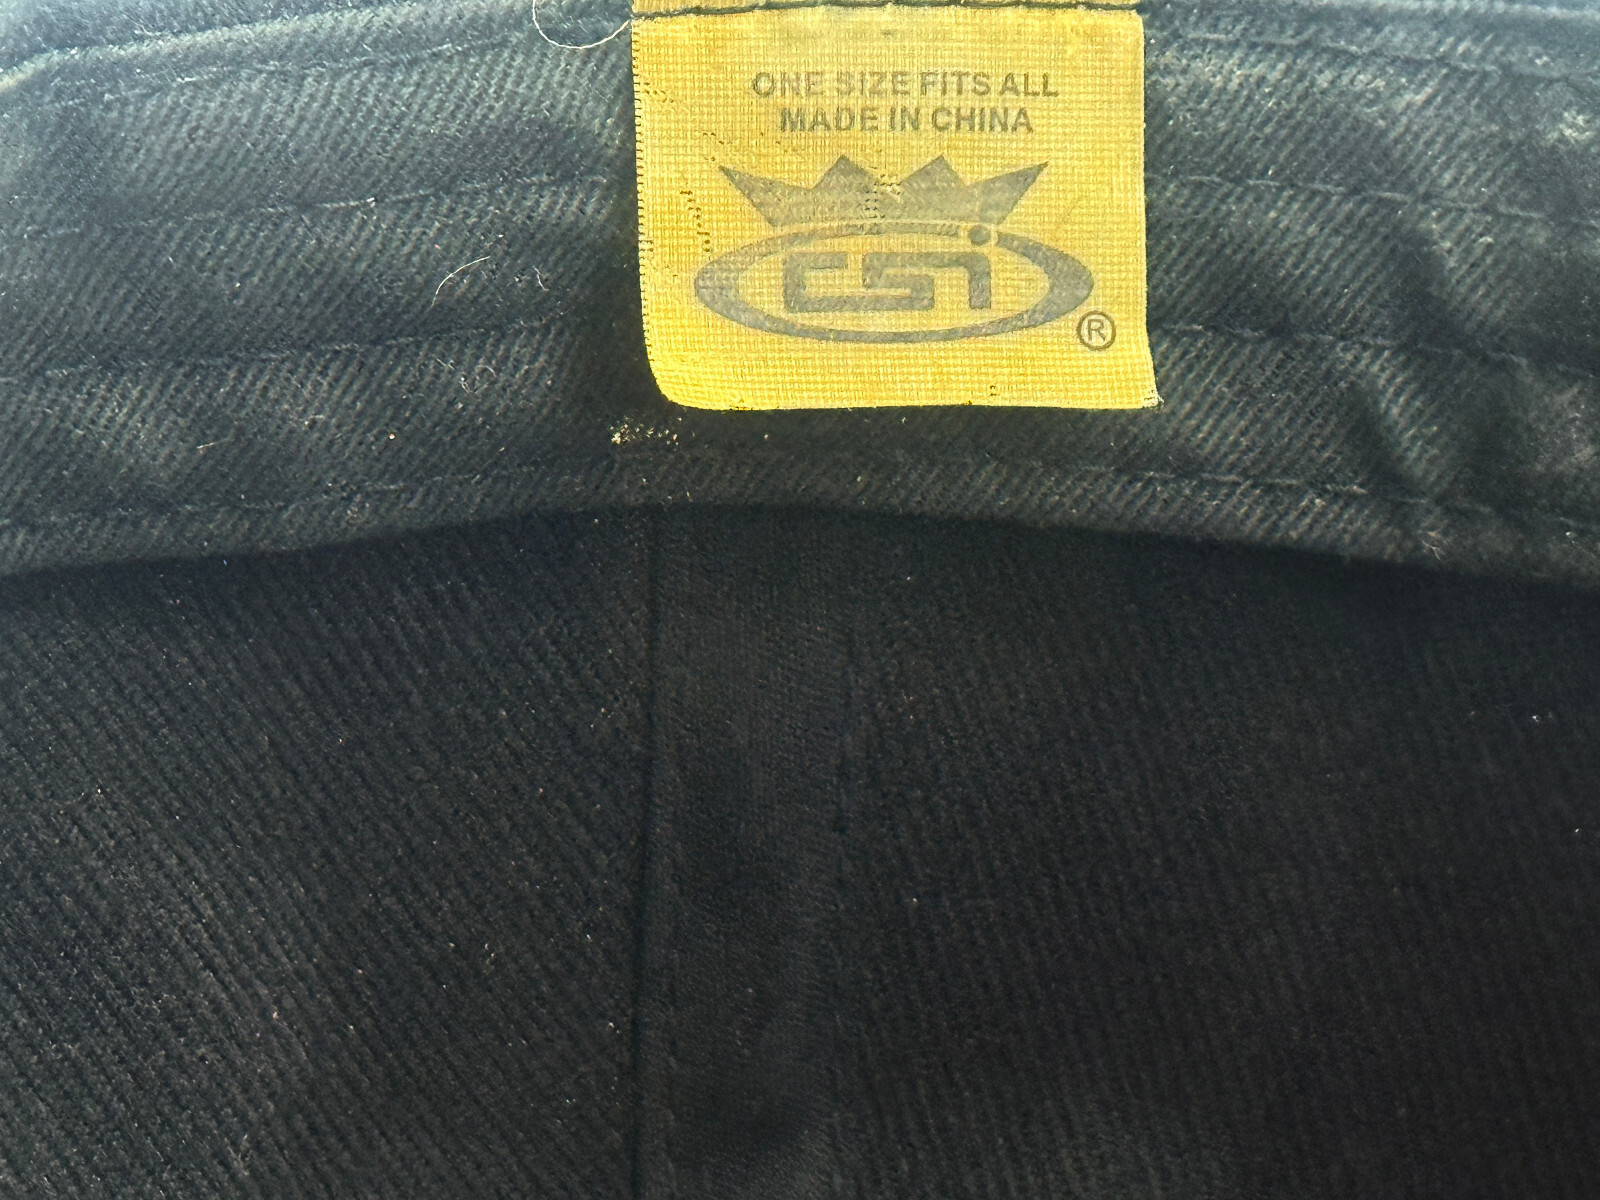 ONE SIZE FITS ALL
MADE IN CHINA
csi
®